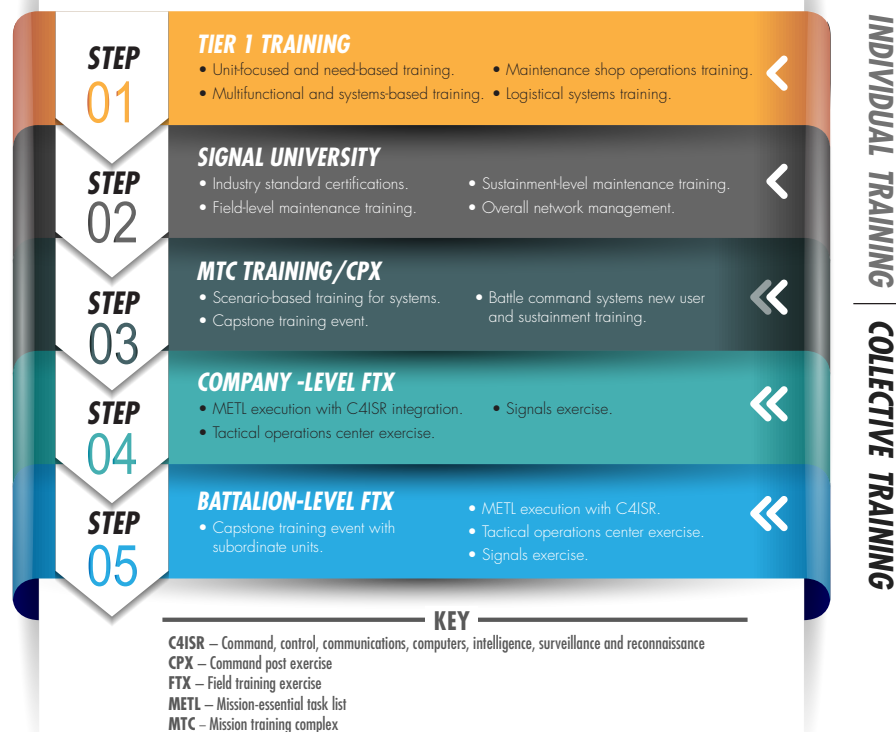 STEP
01
TIER 1 TRAINING
• Unit-focused and need-based training.
• Multifunctional and systems-based training.
• Maintenance shop operations training.
• Logistical systems training.
STEP
02
SIGNAL UNIVERSITY
• Industry standard certifications.
• Field-level maintenance training.
• Sustainment-level maintenance training.
• Overall network management.
STEP
03
MTC TRAINING/CPX
• Scenario-based training for systems.
• Capstone training event.
• Battle command systems new user
and sustainment training.
STEP
04
COMPANY -LEVEL FTX
• METL execution with C4ISR integration.
• Tactical operations center exercise.
• Signals exercise.
STEP
05
BATTALION-LEVEL FTX
• Capstone training event with
subordinate units.
• METL execution with C4ISR.
• Tactical operations center exercise.
• Signals exercise.
INDIVIDUAL TRAINING
COLLECTIVE TRAINING
KEY
C4ISR – Command, control, communications, computers, intelligence, surveillance and reconnaissance
CPX – Command post exercise
FTX – Field training exercise
METL – Mission-essential task list
MTC – Mission training complex